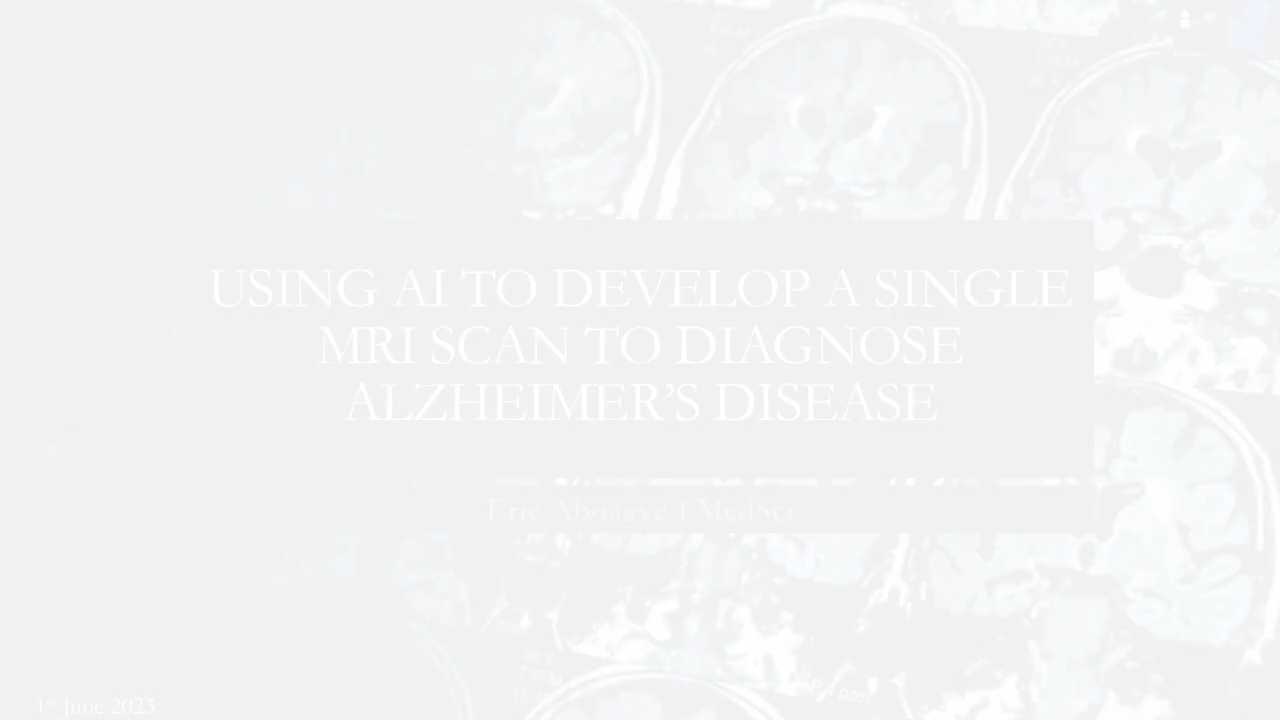 USING AI TO DEVELOP A SINGLE
MRI SCAN TO DIAGNOSE
ALZHEIMER’S DISEASE
Eric Aboagye FMedSci
1st June 2023